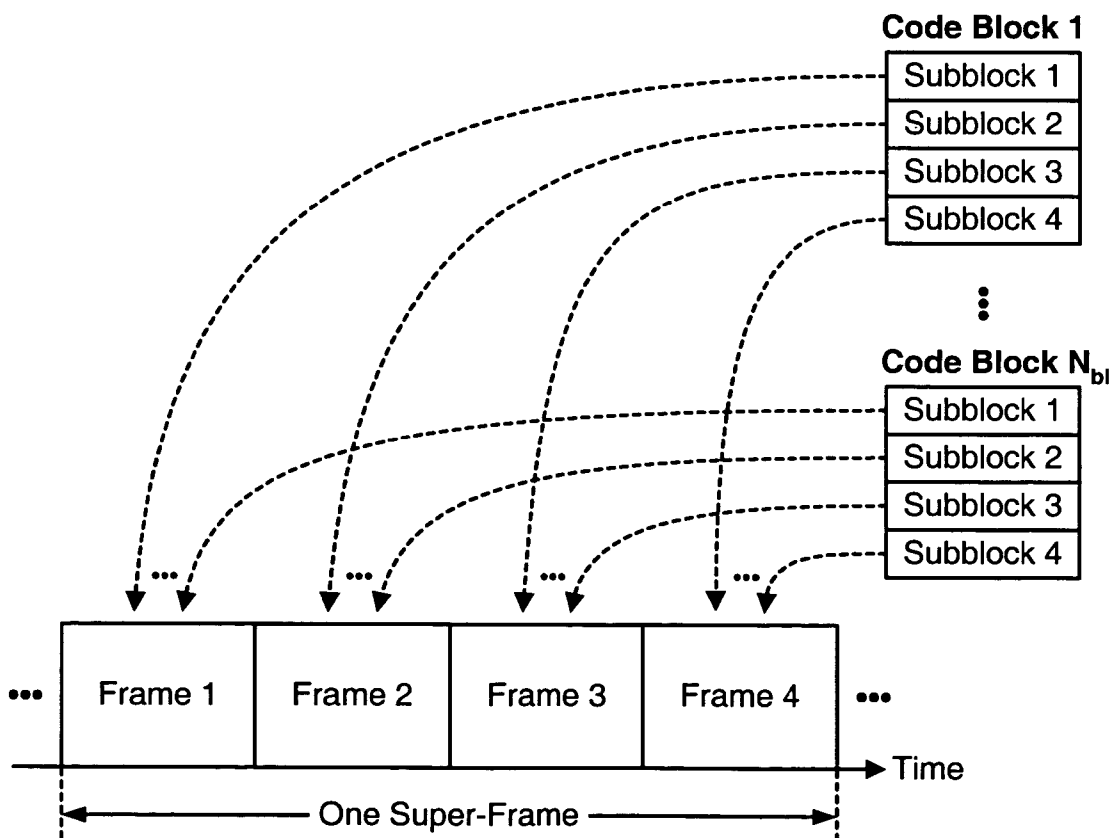 Code Block 1
Subblock 1
Subblock 2
Subblock 3
Subblock 4
Code Block N_bl
Subblock 1
Subblock 2
Subblock 3
Subblock 4
... ... ... ...
... Frame 1 Frame 2 Frame 3 Frame 4 ...
Time
One Super-Frame